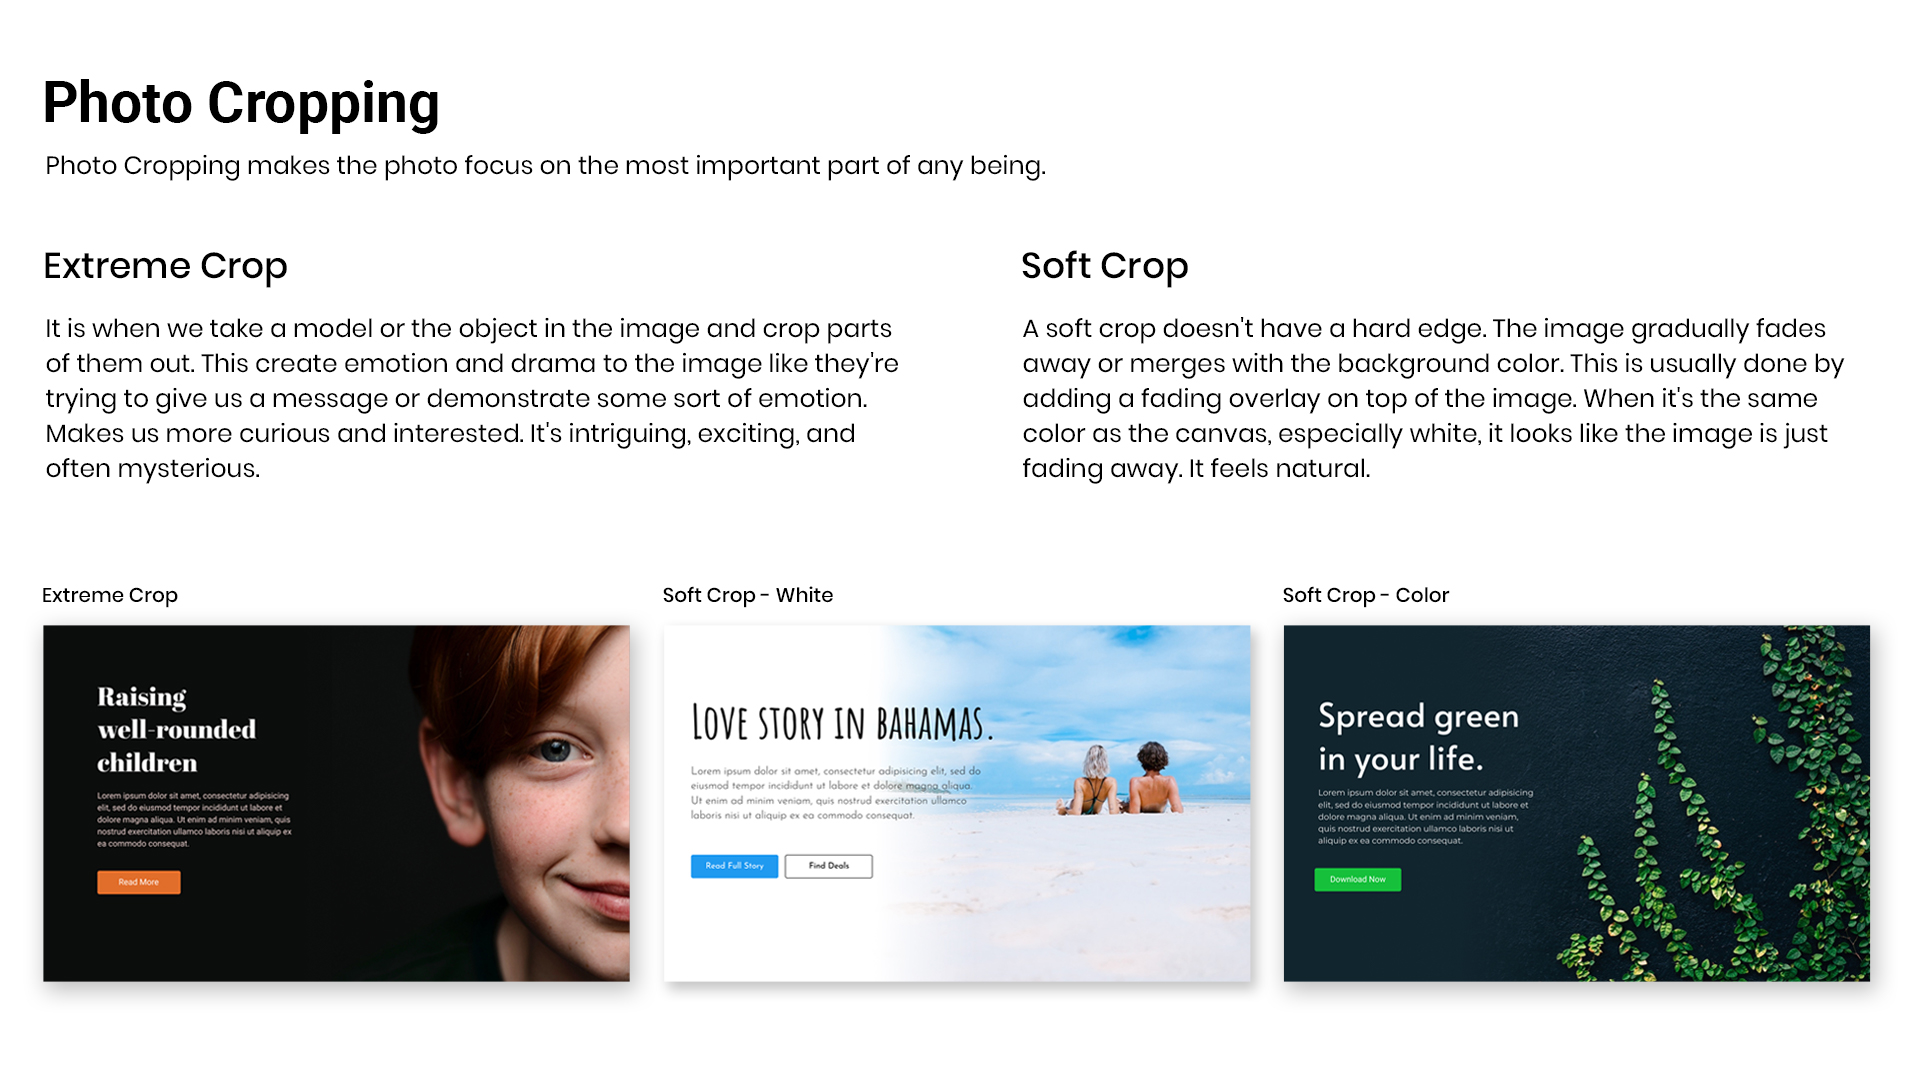 Photo Cropping
Photo Cropping makes the photo focus on the most important part of any being.
Extreme Crop
It is when we take a model or the object in the image and crop parts
of them out. This create emotion and drama to the image like they're
trying to give us a message or demonstrate some sort of emotion.
Makes us more curious and interested. It's intriguing, exciting, and
often mysterious.
Soft Crop
A soft crop doesn't have a hard edge. The image gradually fades
away or merges with the background color. This is usually done by
adding a fading overlay on top of the image. When it's the same
color as the canvas, especially white, it looks like the image is just
fading away. It feels natural.
Extreme Crop
Raising
well-rounded
children
Lorem ipsum dolor sit amet, consectetur adipisicing
elit, sed do eiusmod tempor incididunt ut labore et
dolore magna aliqua. Ut enim ad minim veniam, quis
nostrud exercitation ullamco laboris nisi ut aliquip ex
ea commodo consequat.
Read More
Soft Crop - White
Love story in Bahamas.
Lorem ipsum dolor sit amet, consectetur adipisicing elit, sed do
eiusmod tempor incididunt ut labore et dolore magna aliqua.
Ut enim ad minim veniam, quis nostrud exercitation ullamco
laboris nisi ut aliquip ex ea commodo consequat.
Read Full Story
Find Deals
Soft Crop - Color
Spread green
in your life.
Lorem ipsum dolor sit amet, consectetur adipisicing
elit, sed do eiusmod tempor incididunt ut labore et
dolore magna aliqua. Ut enim ad minim veniam,
quis nostrud exercitation ullamco laboris nisi ut
aliquip ex ea commodo consequat.
Download Now